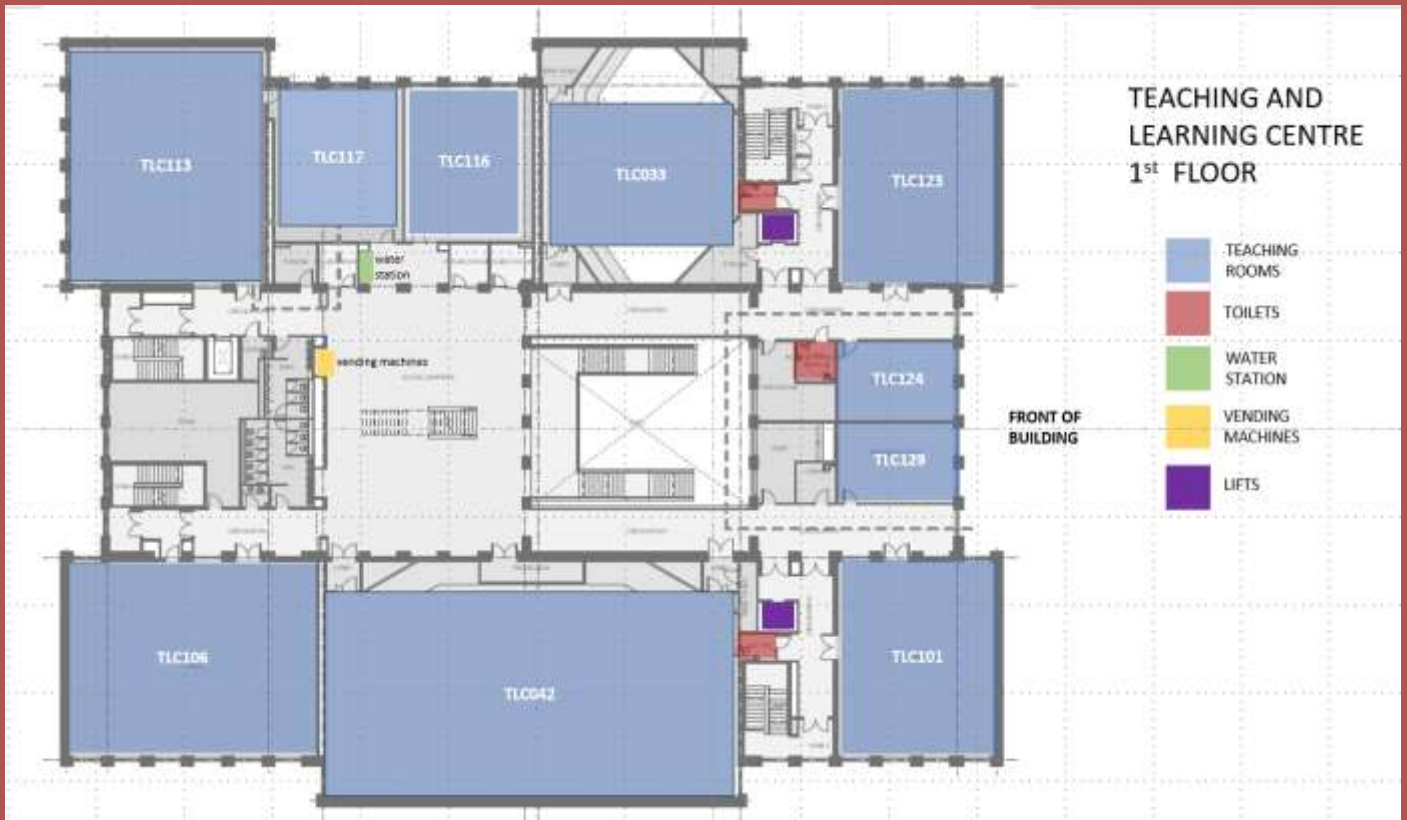 TEACHING AND
LEARNING CENTRE
1st FLOOR
TLC113
TLC117
TLC116
TLC033
TLC123
water
station
TEACHING
ROOMS
TOILETS
WATER
STATION
VENDING
MACHINES
LIFTS
vending machines
TLC124
FRONT OF
BUILDING
TLC129
TLC106
TLC042
TLC101